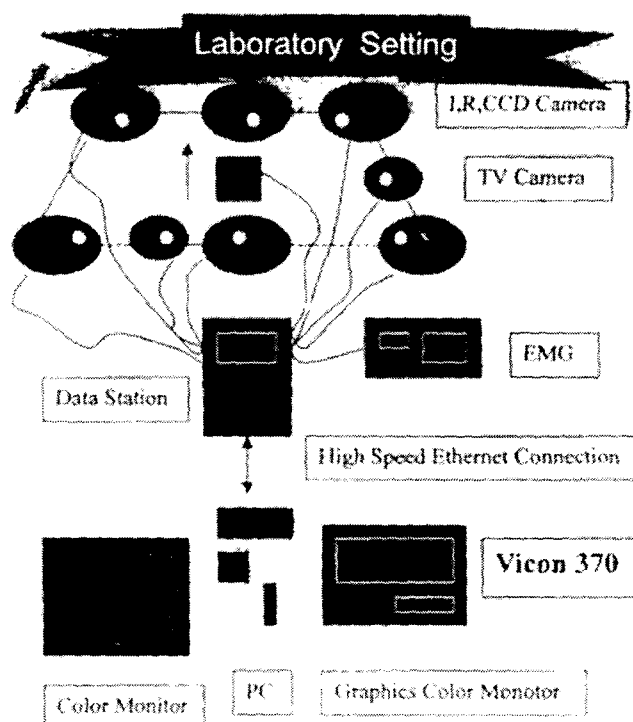 Laboratory Setting
I,R,CCD Camera
TV Camera
EMG
Data Station
High Speed Ethernet Connection
Vicon 370
Color Monitor
PC
Graphics Color Monotor